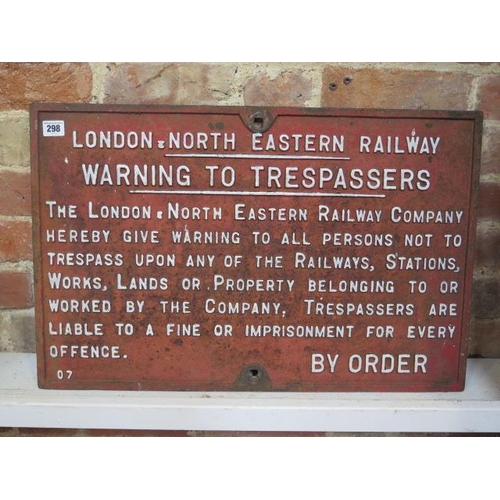 298
LONDON & NORTH EASTERN RAILWAY
WARNING TO TRESPASSERS
THE LONDON & NORTH EASTERN RAILWAY COMPANY
HEREBY GIVE WARNING TO ALL PERSONS NOT TO
TRESPASS UPON ANY OF THE RAILWAYS, STATIONS,
WORKS, LANDS OR PROPERTY BELONGING TO OR
WORKED BY THE COMPANY, TRESPASSERS ARE
LIABLE TO A FINE OR IMPRISONMENT FOR EVERY
OFFENCE.
BY ORDER
07